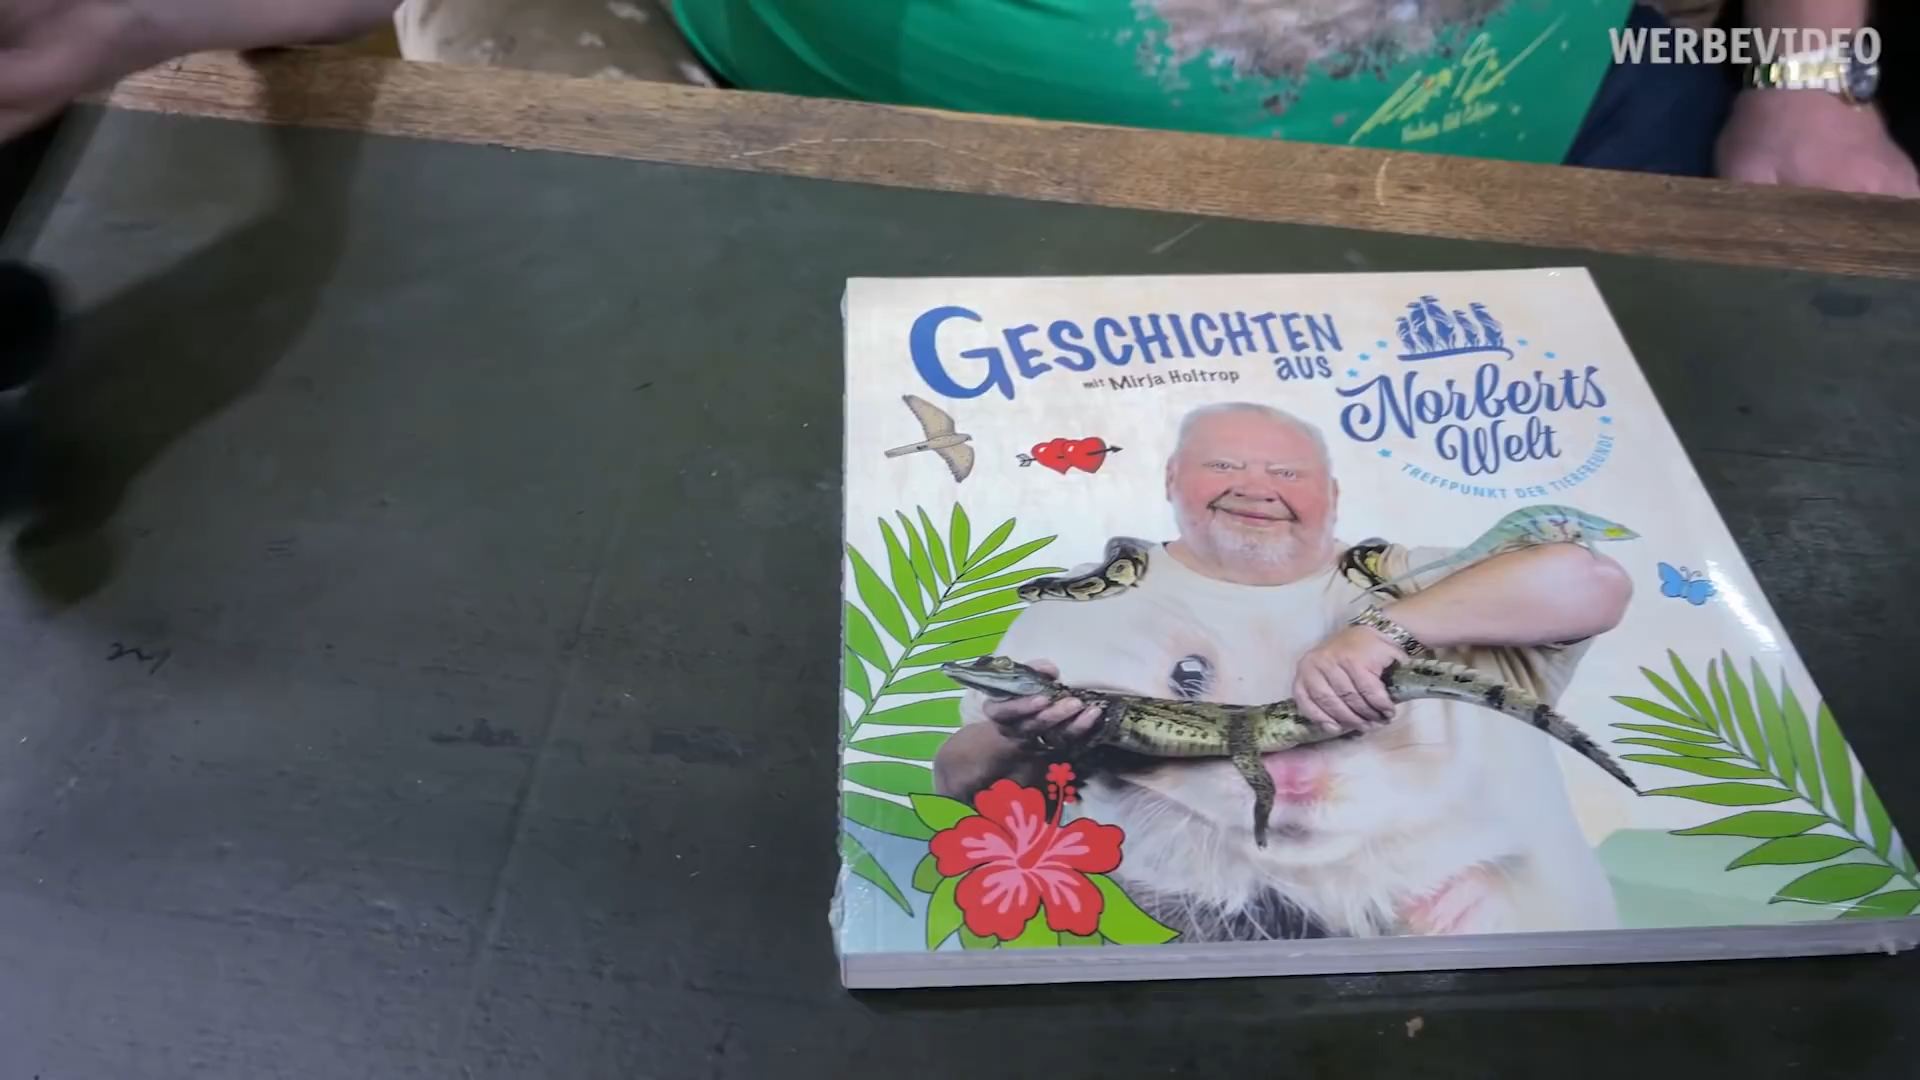 WERBEVIDEO
GESCHICHTEN
aus
mit Mirja Holtrop
Norberts
Welt
TREFFPUNKT DER TIERFREUNDE